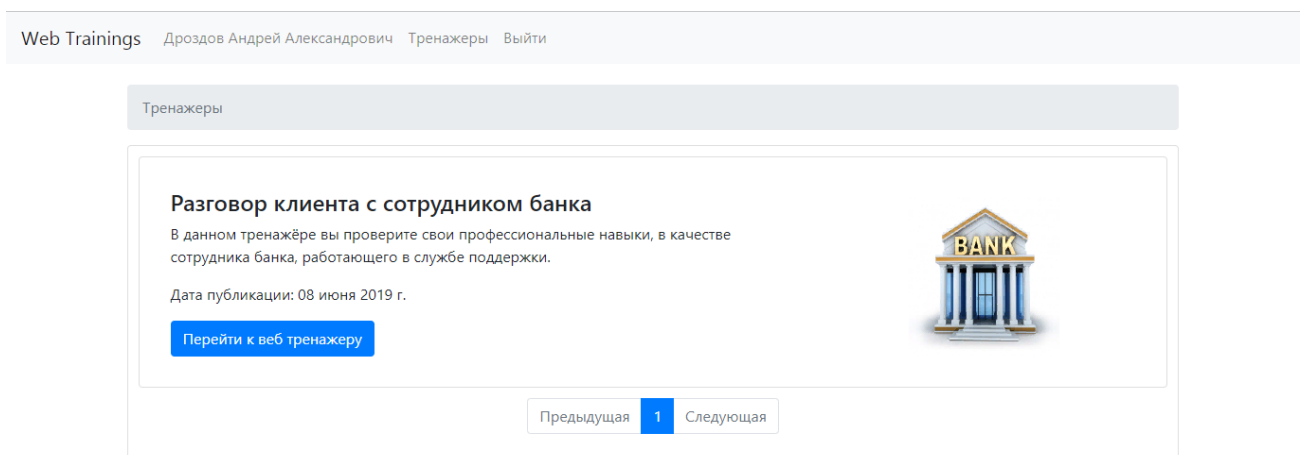 Web Trainings Дроздов Андрей Александрович Тренажеры Выйти
Тренажеры
Разговор клиента с сотрудником банка
В данном тренажёре вы проверите свои профессиональные навыки, в качестве
сотрудника банка, работающего в службе поддержки.
Дата публикации: 08 июня 2019 г.
Перейти к веб тренажеру
BANK
Предыдущая 1 Следующая